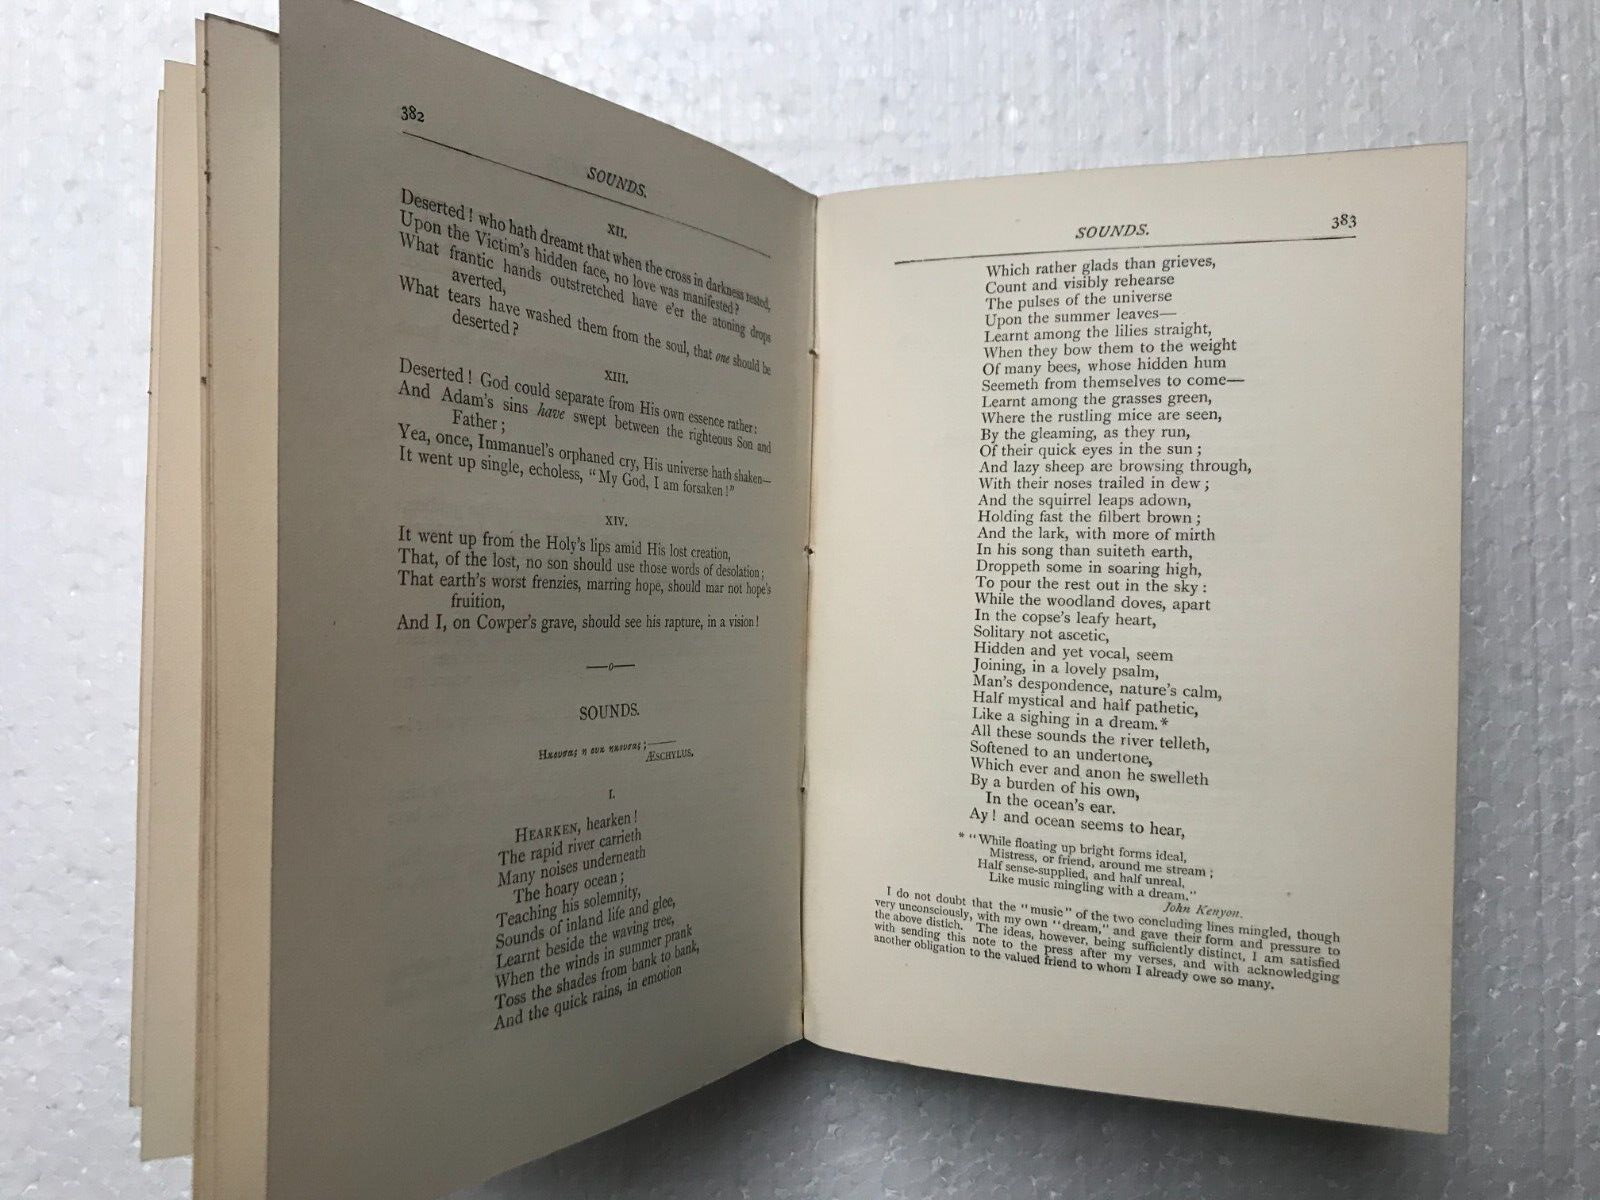 382
SOUNDS.
XII.
Deserted! who hath dreamt that when the cross in darkness rested,
Upon the Victim's hidden face, no love was manifested?
What frantic hands outstretched have e'er the atoning drops
averted,
What tears have washed them from the soul, that one should be
deserted?
XIII.
Deserted! God could separate from His own essence rather:
And Adam's sins have swept between the righteous Son and
Father;
Yea, once, Immanuel's orphaned cry, His universe hath shaken—
It went up single, echoless, "My God, I am forsaken!"
XIV.
It went up from the Holy's lips amid His lost creation,
That, of the lost, no son should use those words of desolation;
That earth's worst frenzies, marring hope, should mar not hope's
fruition,
And I, on Cowper's grave, should see his rapture, in a vision!
SOUNDS.
Ηκουσας η ουκ ηκουσας;
ÆSCHYLUS.
I.
HEARKEN, hearken!
The rapid river carrieth
Many noises underneath
The hoary ocean;
Teaching his solemnity,
Sounds of inland life and glee,
Learnt beside the waving tree,
When the winds in summer prank
Toss the shades from bank to bank,
And the quick rains, in emotion
SOUNDS. 383
Which rather glads than grieves,
Count and visibly rehearse
The pulses of the universe
Upon the summer leaves—
Learnt among the lilies straight,
When they bow them to the weight
Of many bees, whose hidden hum
Seemeth from themselves to come—
Learnt among the grasses green,
Where the rustling mice are seen,
By the gleaming, as they run,
Of their quick eyes in the sun;
And lazy sheep are browsing through,
With their noses trailed in dew;
And the squirrel leaps adown,
Holding fast the filbert brown;
And the lark, with more of mirth
In his song than suiteth earth,
Droppeth some in soaring high,
To pour the rest out in the sky:
While the woodland doves, apart
In the copse's leafy heart,
Solitary not ascetic,
Hidden and yet vocal, seem
Joining, in a lovely psalm,
Man's despondence, nature's calm,
Half mystical and half pathetic,
Like a sighing in a dream.*
All these sounds the river telleth,
Softened to an undertone,
Which ever and anon he swelleth
By a burden of his own,
In the ocean's ear.
Ay! and ocean seems to hear,
* "While floating up bright forms ideal,
Mistress, or friend, around me stream;
Half sense-supplied, and half unreal,
Like music mingling with a dream."
John Kenyon.
I do not doubt that the "music" of the two concluding lines mingled, though
very unconsciously, with my own "dream," and gave their form and pressure to
the above distich. The ideas, however, being sufficiently distinct, I am satisfied
with sending this note to the press after my verses, and with acknowledging
another obligation to the valued friend to whom I already owe so many.